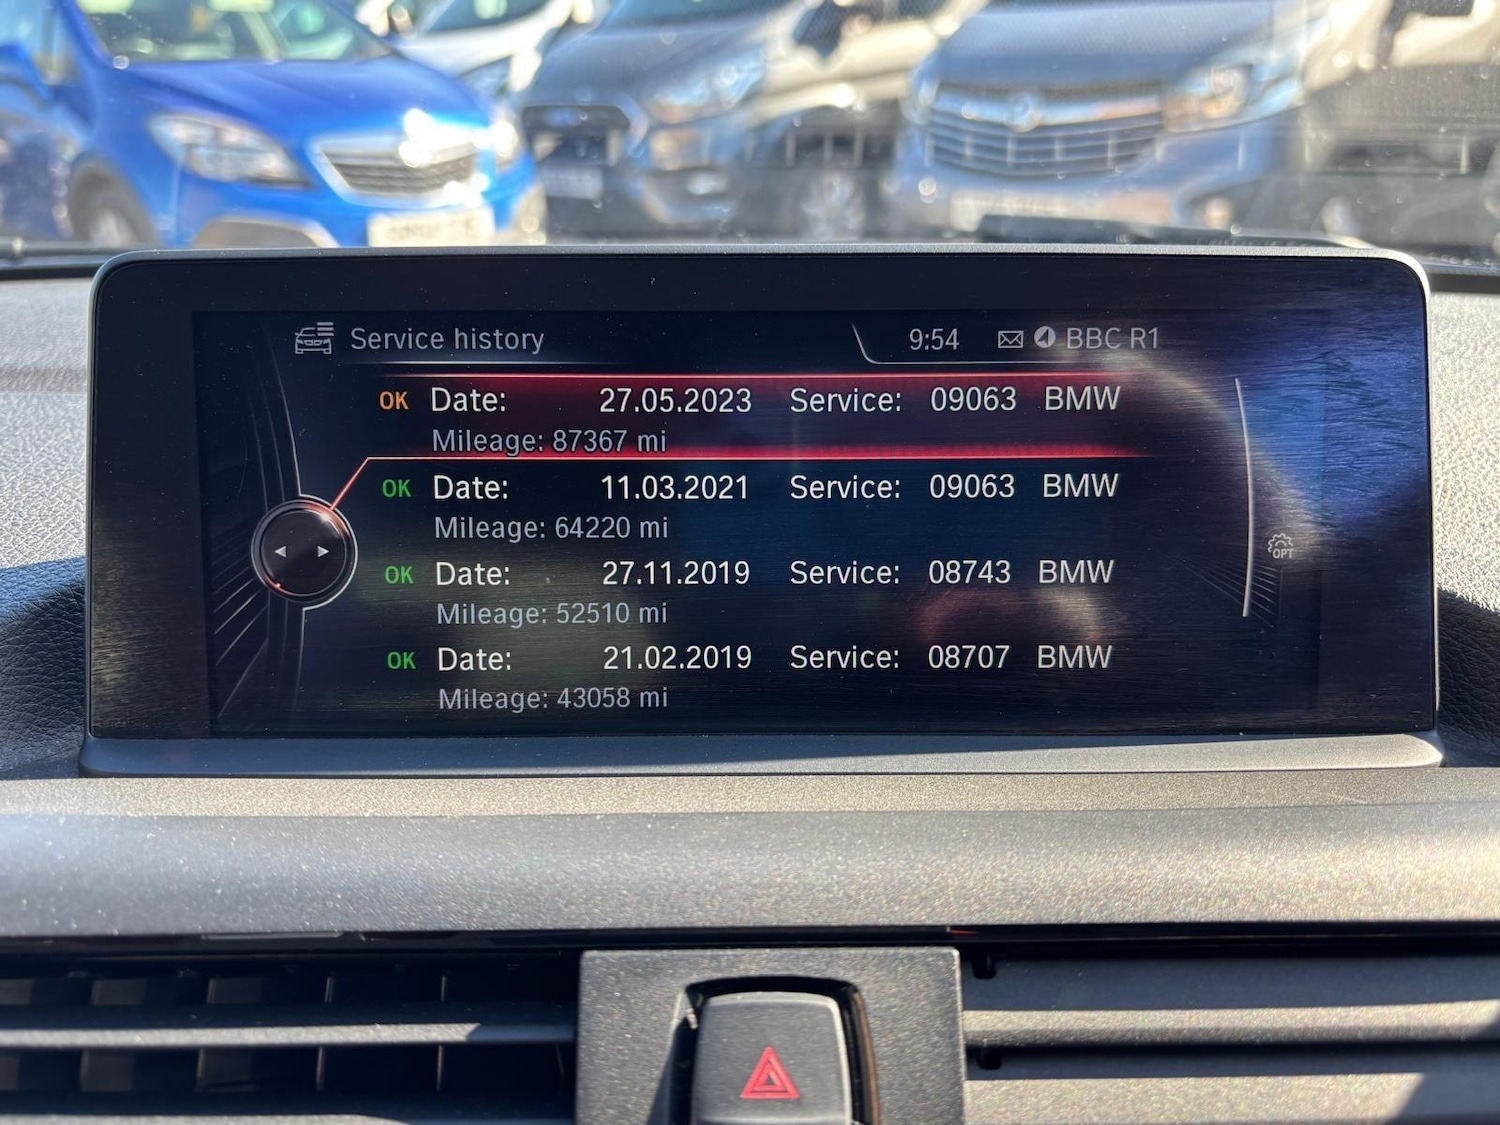 Service history 9:54 BBC R1
OK Date: 27.05.2023 Service: 09063 BMW
Mileage: 87367 mi
OK Date: 11.03.2021 Service: 09063 BMW
Mileage: 64220 mi
OK Date: 27.11.2019 Service: 08743 BMW
Mileage: 52510 mi
OPT
OK Date: 21.02.2019 Service: 08707 BMW
Mileage: 43058 mi